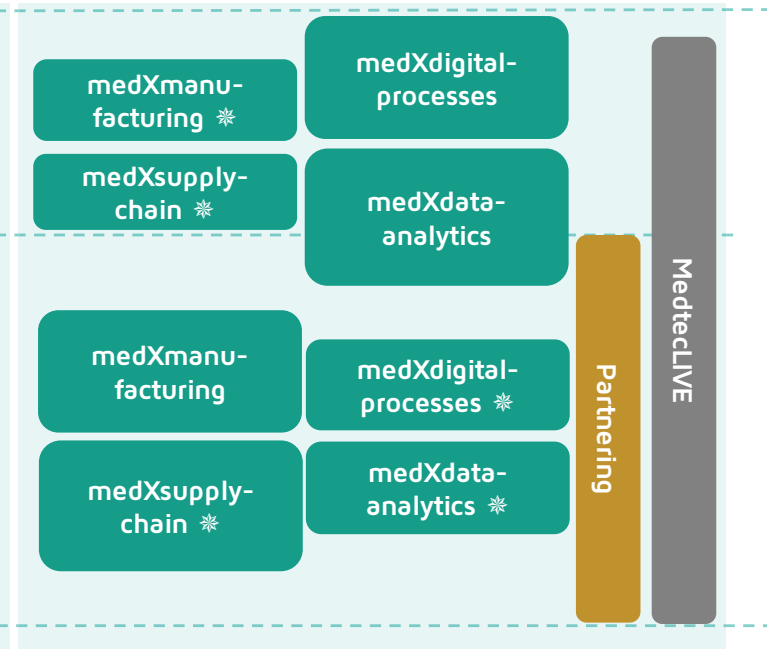 medXmanu-
facturing ✵
medXdigital-
processes
medXsupply-
chain ✵
medXdata-
analytics
medXmanu-
facturing
medXdigital-
processes ✵
medXsupply-
chain ✵
medXdata-
analytics ✵
Partnering
MedtecLIVE